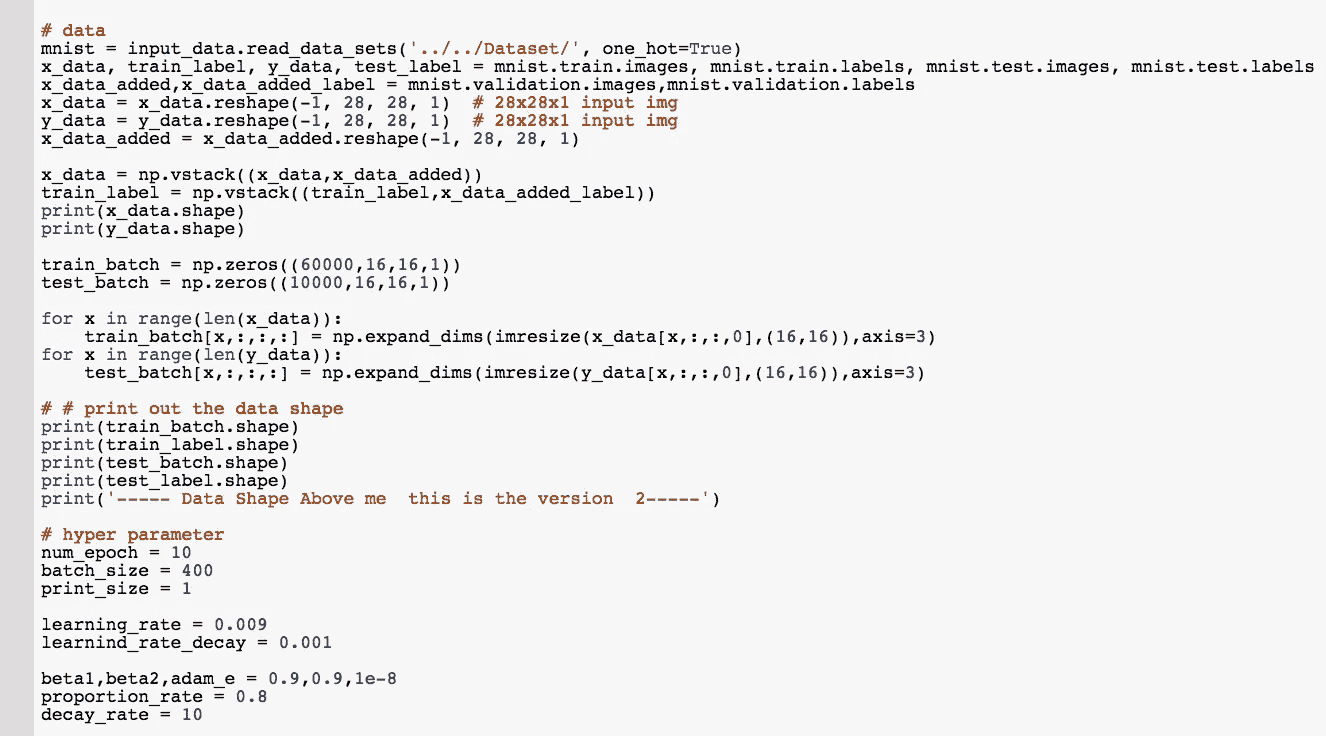 # data
mnist = input_data.read_data_sets('../../Dataset/', one_hot=True)
x_data, train_label, y_data, test_label = mnist.train.images, mnist.train.labels, mnist.test.images, mnist.test.labels
x_data_added,x_data_added_label = mnist.validation.images,mnist.validation.labels
x_data = x_data.reshape(-1, 28, 28, 1)  # 28x28x1 input img
y_data = y_data.reshape(-1, 28, 28, 1)  # 28x28x1 input img
x_data_added = x_data_added.reshape(-1, 28, 28, 1)

x_data = np.vstack((x_data,x_data_added))
train_label = np.vstack((train_label,x_data_added_label))
print(x_data.shape)
print(y_data.shape)

train_batch = np.zeros((60000,16,16,1))
test_batch = np.zeros((10000,16,16,1))

for x in range(len(x_data)):
    train_batch[x,:,:,:] = np.expand_dims(imresize(x_data[x,:,:,0],(16,16)),axis=3)
for x in range(len(y_data)):
    test_batch[x,:,:,:] = np.expand_dims(imresize(y_data[x,:,:,0],(16,16)),axis=3)

# # print out the data shape
print(train_batch.shape)
print(train_label.shape)
print(test_batch.shape)
print(test_label.shape)
print('----- Data Shape Above me  this is the version  2-----')

# hyper parameter
num_epoch = 10
batch_size = 400
print_size = 1

learning_rate = 0.009
learnind_rate_decay = 0.001

beta1,beta2,adam_e = 0.9,0.9,1e-8
proportion_rate = 0.8
decay_rate = 10